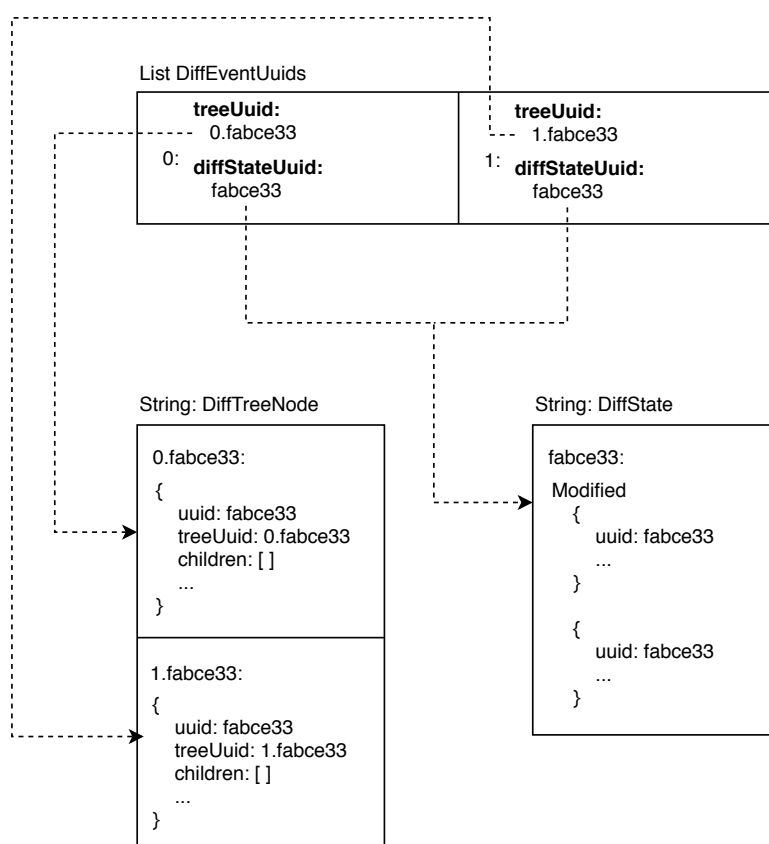 List DiffEventUuids
0:
treeUuid:
0.fabce33
diffStateUuid:
fabce33
1:
treeUuid:
1.fabce33
diffStateUuid:
fabce33
String: DiffTreeNode
0.fabce33:
{
uuid: fabce33
treeUuid: 0.fabce33
children: [ ]
...
}
1.fabce33:
{
uuid: fabce33
treeUuid: 1.fabce33
children: [ ]
...
}
String: DiffState
fabce33:
Modified
{
uuid: fabce33
...
}
{
uuid: fabce33
...
}